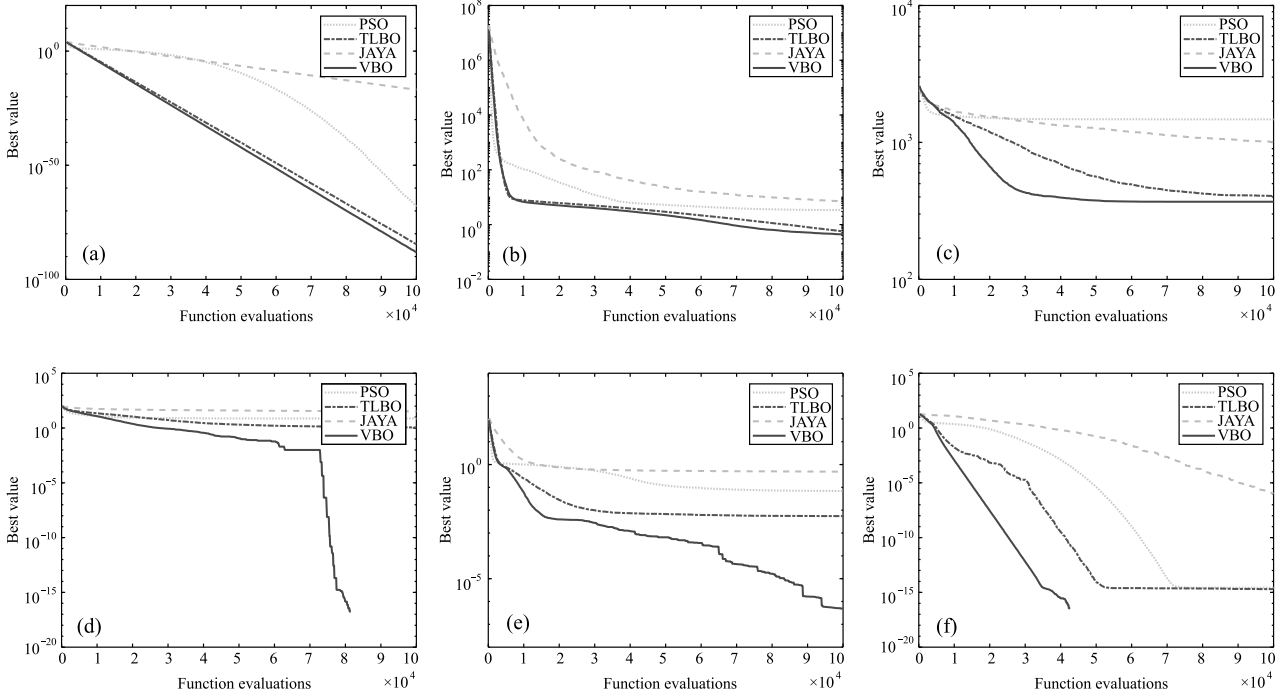 PSO
TLBO
JAYA
VBO
10^0
10^−50
10^−100
Best value
(a)
0 1 2 3 4 5 6 7 8 9 10
Function evaluations
×10^4
PSO
TLBO
JAYA
VBO
10^8
10^6
10^4
10^2
10^0
10^−2
Best value
(b)
0 1 2 3 4 5 6 7 8 9 10
Function evaluations
×10^4
PSO
TLBO
JAYA
VBO
10^4
10^3
10^2
Best value
(c)
0 1 2 3 4 5 6 7 8 9 10
Function evaluations
×10^4
PSO
TLBO
JAYA
VBO
10^5
10^0
10^−5
10^−10
10^−15
10^−20
Best value
(d)
0 1 2 3 4 5 6 7 8 9 10
Function evaluations
×10^4
PSO
TLBO
JAYA
VBO
10^0
10^−5
Best value
(e)
0 1 2 3 4 5 6 7 8 9 10
Function evaluations
×10^4
PSO
TLBO
JAYA
VBO
10^5
10^0
10^−5
10^−10
10^−15
10^−20
Best value
(f)
0 1 2 3 4 5 6 7 8 9 10
Function evaluations
×10^4